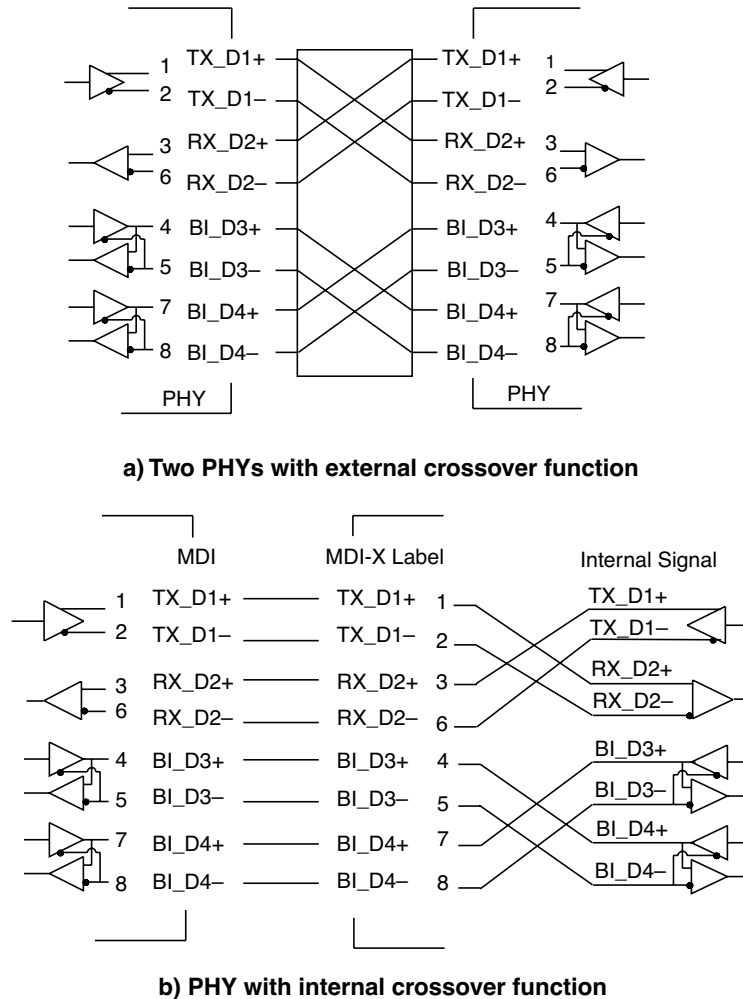 1 TX_D1+ TX_D1+ 1
2 TX_D1– TX_D1– 2
3 RX_D2+ RX_D2+ 3
6 RX_D2– RX_D2– 6
4 BI_D3+ BI_D3+ 4
5 BI_D3– BI_D3– 5
7 BI_D4+ BI_D4+ 7
8 BI_D4– BI_D4– 8
PHY PHY
a) Two PHYs with external crossover function
MDI MDI-X Label Internal Signal
1 TX_D1+ TX_D1+ 1 TX_D1+
2 TX_D1– TX_D1– 2 TX_D1–
3 RX_D2+ RX_D2+ 3 RX_D2+
6 RX_D2– RX_D2– 6 RX_D2–
4 BI_D3+ BI_D3+ 4 BI_D3+
5 BI_D3– BI_D3– 5 BI_D3–
7 BI_D4+ BI_D4+ 7 BI_D4+
8 BI_D4– BI_D4– 8 BI_D4–
b) PHY with internal crossover function